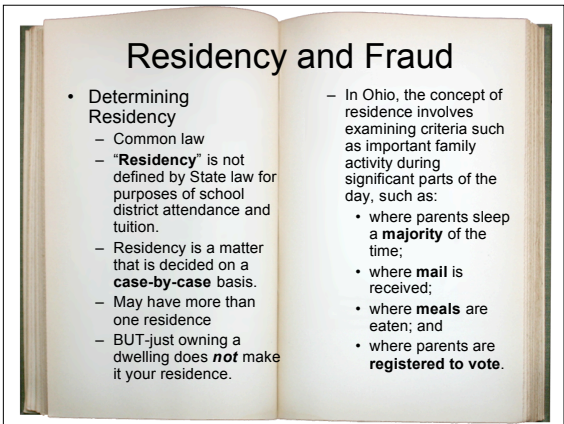 Residency and Fraud
• Determining
Residency
– Common law
– “Residency” is not
defined by State law for
purposes of school
district attendance and
tuition.
– Residency is a matter
that is decided on a
case-by-case basis.
– May have more than
one residence
– BUT-just owning a
dwelling does not make
it your residence.
– In Ohio, the concept of
residence involves
examining criteria such
as important family
activity during
significant parts of the
day, such as:
• where parents sleep
a majority of the
time;
• where mail is
received;
• where meals are
eaten; and
• where parents are
registered to vote.